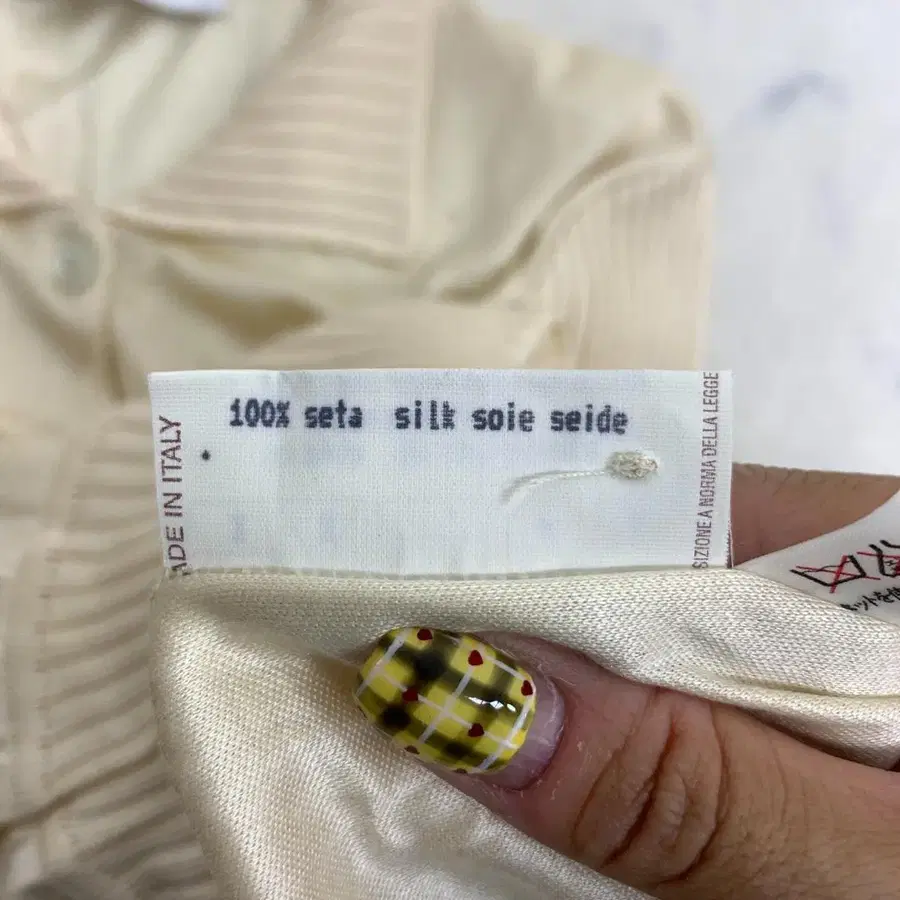 100% seta silk soie seide
ADE IN ITALY
SIZIONE A NORMA DELLA LEGGE